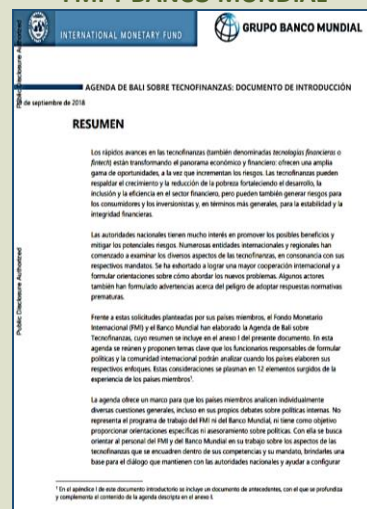 FMI Y BANCO MUNDIAL
INTERNATIONAL MONETARY FUND
GRUPO BANCO MUNDIAL
Public Disclosure Authorized
AGENDA DE BALI SOBRE TECNOFINANZAS: DOCUMENTO DE INTRODUCCIÓN
de septiembre de 2018
RESUMEN
Los rápidos avances en las tecnofinanzas (también denominadas tecnologías financieras o
fintech) están transformando el panorama económico y financiero: ofrecen una amplia
gama de oportunidades, a la vez que incrementan los riesgos. Las tecnofinanzas pueden
respaldar el crecimiento y la reducción de la pobreza fortaleciendo el desarrollo, la
inclusión y la eficiencia en el sector financiero, pero pueden también generar riesgos para
los consumidores y los inversionistas y, en términos más generales, para la estabilidad y la
integridad financieras.
Las autoridades nacionales tienen mucho interés en promover los posibles beneficios y
mitigar los potenciales riesgos. Numerosas entidades internacionales y regionales han
comenzado a examinar los diversos aspectos de las tecnofinanzas, en consonancia con sus
respectivos mandatos. Se ha exhortado a lograr una mayor cooperación internacional y a
formular orientaciones sobre cómo abordar los nuevos problemas. Algunos actores
también han formulado advertencias acerca del peligro de adoptar respuestas normativas
prematuras.
Public Disclosure Authorized
Frente a estas solicitudes planteadas por sus países miembros, el Fondo Monetario
Internacional (FMI) y el Banco Mundial han elaborado la Agenda de Bali sobre
Tecnofinanzas, cuyo resumen se incluye en el anexo I del presente documento. En esta
agenda se reúnen y proponen temas clave que los funcionarios responsables de formular
políticas y la comunidad internacional podrán analizar cuando los países elaboren sus
respectivos enfoques. Estas consideraciones se plasman en 12 elementos surgidos de la
experiencia de los países miembros¹.
La agenda ofrece un marco para que los países miembros analicen individualmente
diversas cuestiones generales, incluso en sus propios debates sobre políticas internas. No
representa el programa de trabajo del FMI ni del Banco Mundial, ni tiene como objetivo
proporcionar orientaciones específicas ni asesoramiento sobre políticas. Con ella se busca
orientar al personal del FMI y del Banco Mundial en su trabajo sobre los aspectos de las
tecnofinanzas que se encuadren dentro de sus competencias y su mandato, brindarles una
base para el diálogo que mantienen con las autoridades nacionales y ayudar a configurar
¹ En el apéndice I de este documento introductorio se incluye un documento de antecedentes, con el que se profundiza
y complementa el contenido de la agenda descripta en el anexo I.